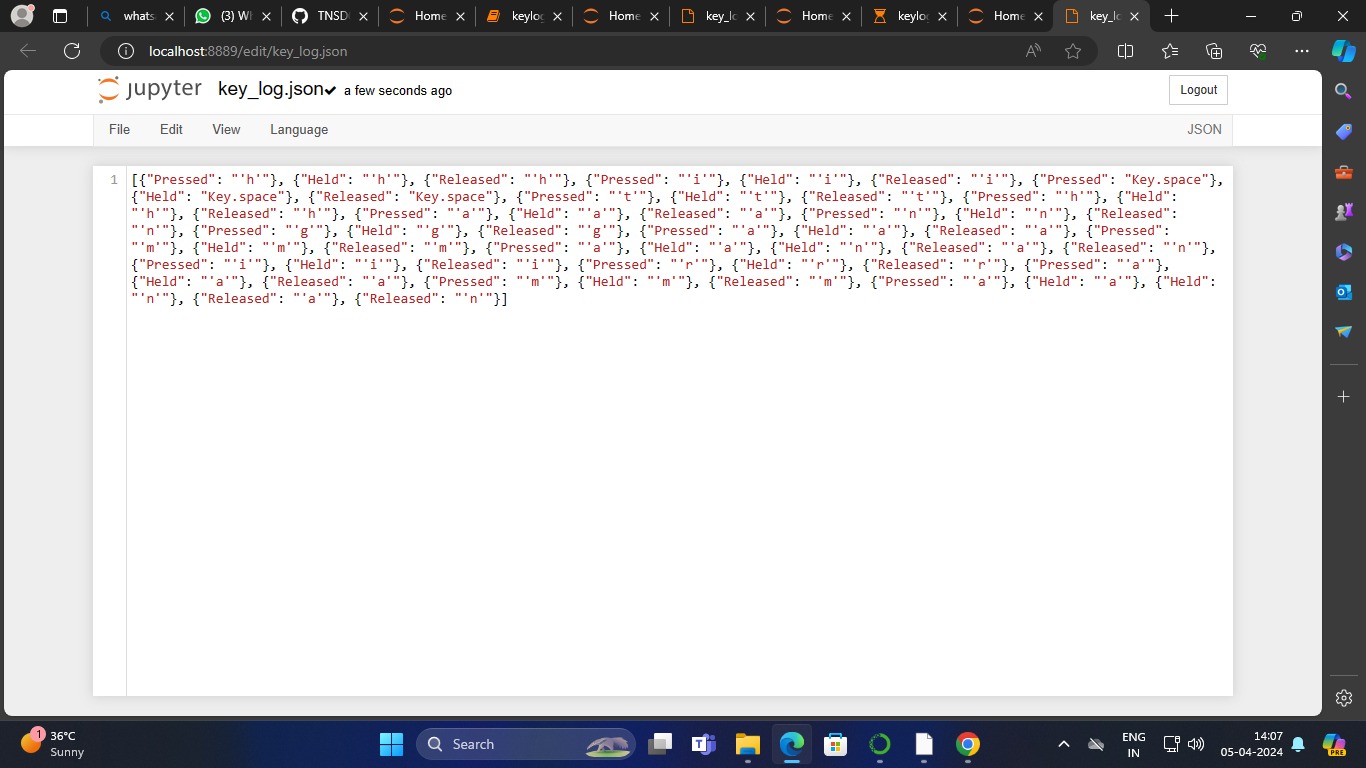 whats
(3) W
TNSD
Home
keylog
Home
key_lo
Home
keylog
Home
key_lo
localhost:8889/edit/key_log.json
jupyter key_log.json✔ a few seconds ago
Logout
File Edit View Language
JSON
1
[{"Pressed": "'h'"}, {"Held": "'h'"}, {"Released": "'h'"}, {"Pressed": "'i'"}, {"Held": "'i'"}, {"Released": "'i'"}, {"Pressed": "Key.space"},
{"Held": "Key.space"}, {"Released": "Key.space"}, {"Pressed": "'t'"}, {"Held": "'t'"}, {"Released": "'t'"}, {"Pressed": "'h'"}, {"Held":
"'h'"}, {"Released": "'h'"}, {"Pressed": "'a'"}, {"Held": "'a'"}, {"Released": "'a'"}, {"Pressed": "'n'"}, {"Held": "'n'"}, {"Released":
"'n'"}, {"Pressed": "'g'"}, {"Held": "'g'"}, {"Released": "'g'"}, {"Pressed": "'a'"}, {"Held": "'a'"}, {"Released": "'a'"}, {"Pressed":
"'m'"}, {"Held": "'m'"}, {"Released": "'m'"}, {"Pressed": "'a'"}, {"Held": "'a'"}, {"Held": "'n'"}, {"Released": "'a'"}, {"Released": "'n'"},
{"Pressed": "'i'"}, {"Held": "'i'"}, {"Released": "'i'"}, {"Pressed": "'r'"}, {"Held": "'r'"}, {"Released": "'r'"}, {"Pressed": "'a'"},
{"Held": "'a'"}, {"Released": "'a'"}, {"Pressed": "'m'"}, {"Held": "'m'"}, {"Released": "'m'"}, {"Pressed": "'a'"}, {"Held": "'a'"}, {"Held":
"'n'"}, {"Released": "'a'"}, {"Released": "'n'"}]
1
36°C
Sunny
Search
ENG
IN
14:07
05-04-2024
PRE